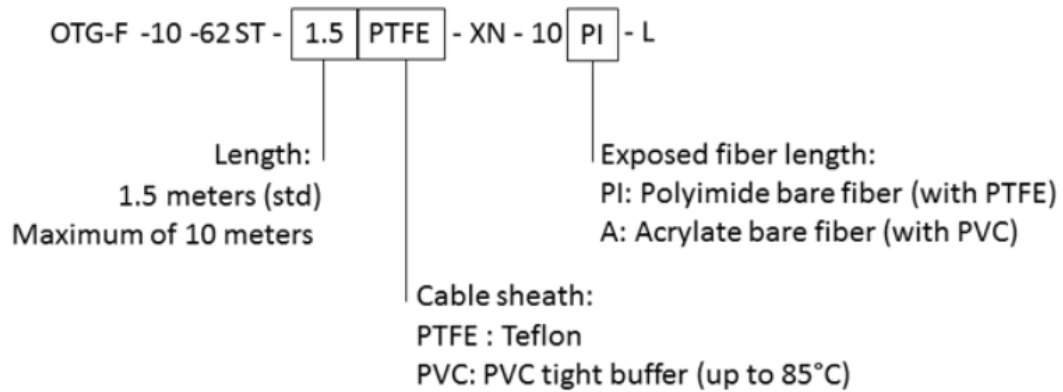 OTG-F -10 -62ST - 1.5 PTFE - XN - 10 PI - L
Length:
1.5 meters (std)
Maximum of 10 meters
Exposed fiber length:
PI: Polyimide bare fiber (with PTFE)
A: Acrylate bare fiber (with PVC)
Cable sheath:
PTFE : Teflon
PVC: PVC tight buffer (up to 85°C)